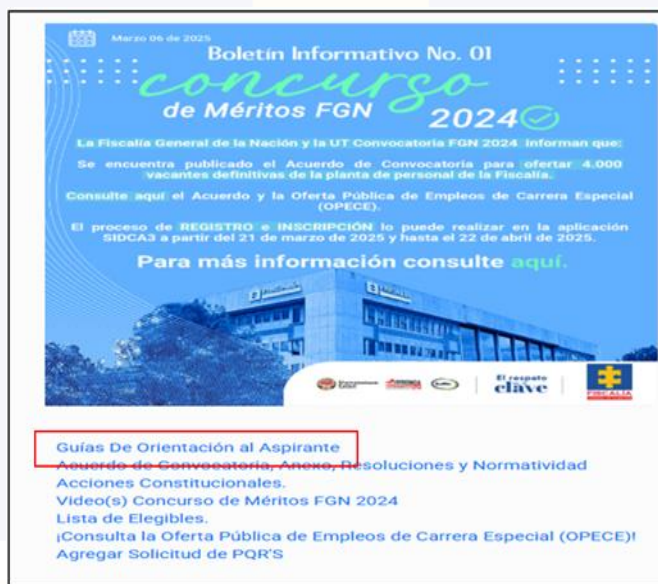 Marzo 06 de 2025
Boletín Informativo No. 01
concurso
de Méritos FGN 2024
La Fiscalía General de la Nación y la UT Convocatoria FGN 2024 informan que:
Se encuentra publicado el Acuerdo de Convocatoria para ofertar 4.000
vacantes definitivas de la planta de personal de la Fiscalía.
Consulte aquí el Acuerdo y la Oferta Pública de Empleos de Carrera Especial
(OPECE).
El proceso de REGISTRO e INSCRIPCIÓN lo puede realizar en la aplicación
SIDCA3 a partir del 21 de marzo de 2025 y hasta el 22 de abril de 2025.
Para más información consulte aquí.
El respeto
clave
FISCALÍA
Guías De Orientación al Aspirante
Acuerdo de Convocatoria, Anexo, Resoluciones y Normatividad
Acciones Constitucionales.
Video(s) Concurso de Méritos FGN 2024
Lista de Elegibles.
¡Consulta la Oferta Pública de Empleos de Carrera Especial (OPECE)!
Agregar Solicitud de PQR'S